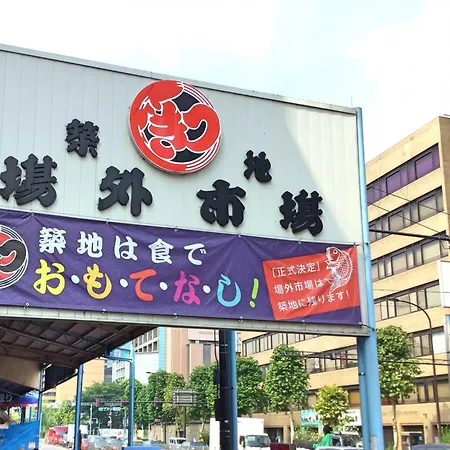 築地
場外市場
築地は食で
お・も・て・な・し!
[正式決定]
場外市場は
築地に残ります!